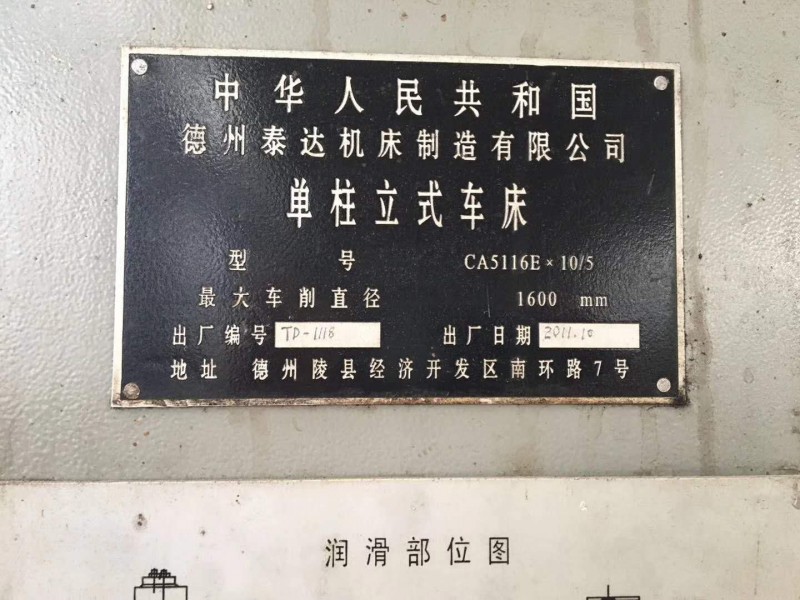 中华人民共和国
德州泰达机床制造有限公司
单柱立式车床
型 号 CA5116E×10/5
最大车削直径 1600 mm
出厂编号 TD-1118 出厂日期 2011.10
地址 德州陵县经济开发区南环路7号
润滑部位图